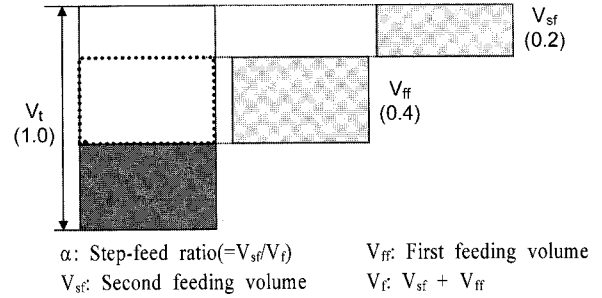 V_sf
(0.2)
V_ff
(0.4)
V_t
(1.0)
α: Step-feed ratio(=V_sf/V_f) V_ff: First feeding volume
V_sf: Second feeding volume V_f: V_sf + V_ff